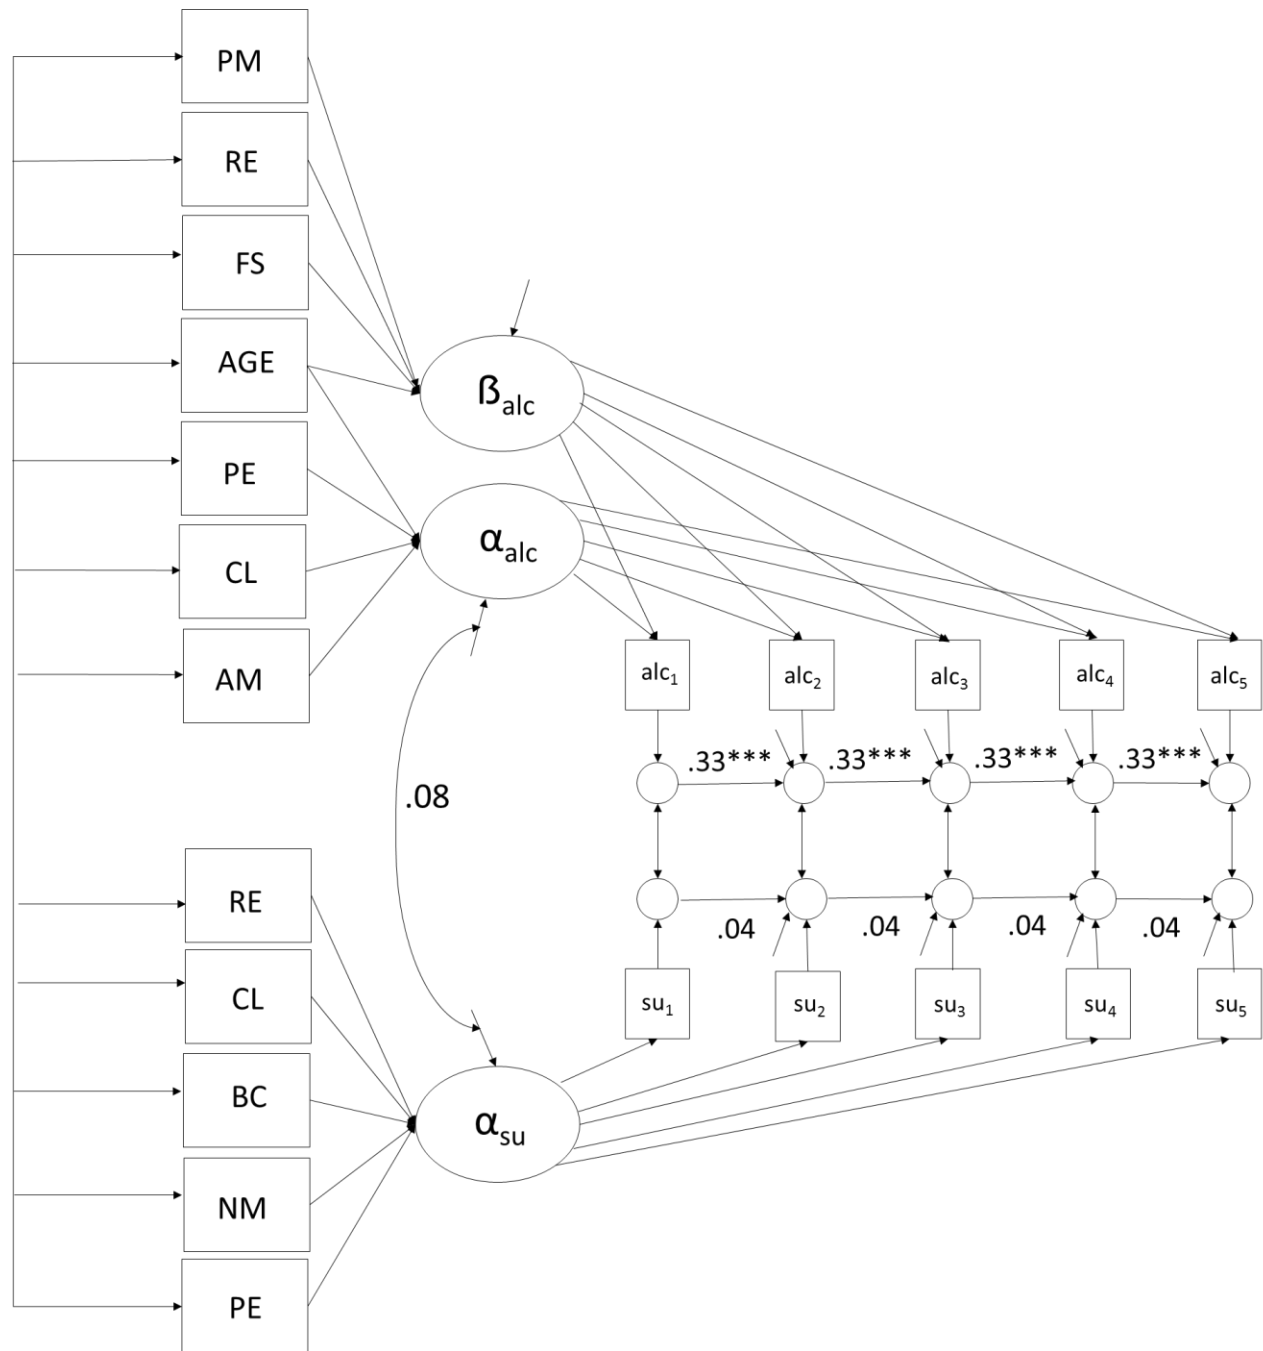 PM
RE
FS
AGE
PE
CL
AM
ßalc
αalc
alc1 alc2 alc3 alc4 alc5
.33*** .33*** .33*** .33***
.08
.04 .04 .04 .04
su1 su2 su3 su4 su5
RE
CL
BC
NM
PE
αsu